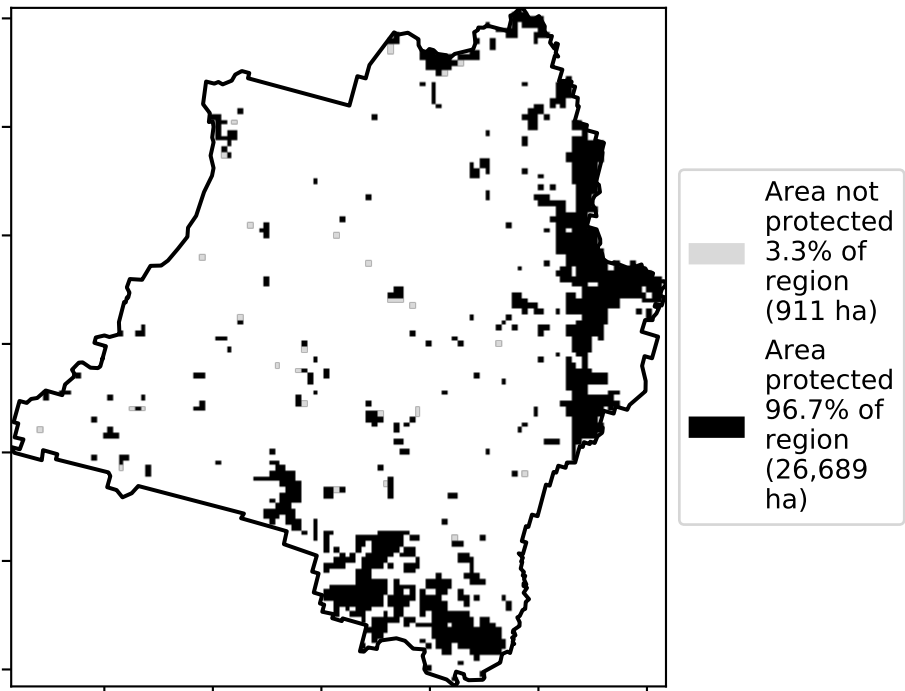 Area not
protected
3.3% of
region
(911 ha)
Area
protected
96.7% of
region
(26,689
ha)